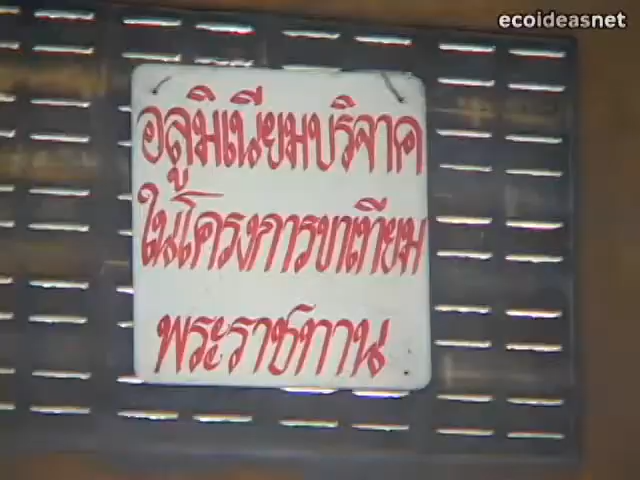 ecoideasnet
อลูมิเนียมบริจาค
ในโครงการขาเทียม
พระราชทาน